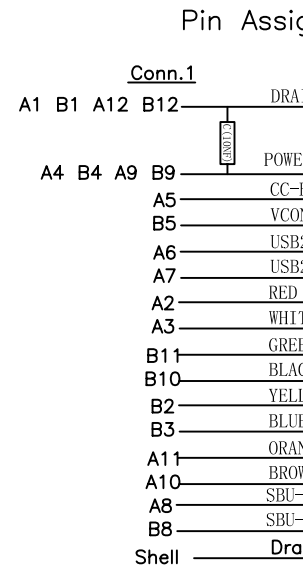 Pin Assig
Conn.1
A1 B1 A12 B12 DRAI
C(10NF)
A4 B4 A9 B9 POWE
A5 CC-
B5 VCON
A6 USB2
A7 USB2
A2 RED
A3 WHIT
B11 GREE
B10 BLAC
B2 YELL
B3 BLUE
A11 ORAN
A10 BROW
A8 SBU-
B8 SBU-
Shell Dra